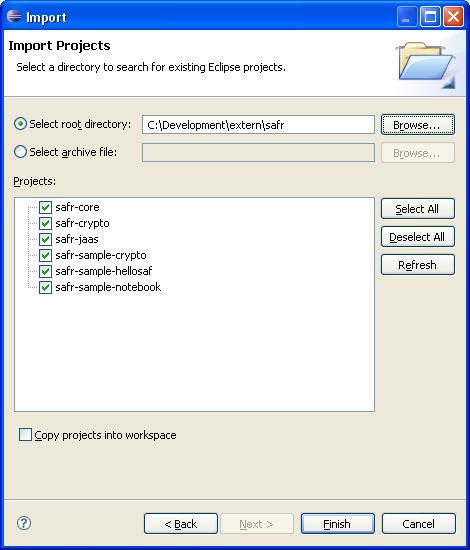 Import
Import Projects
Select a directory to search for existing Eclipse projects.
Select root directory: C:\Development\extern\safr Browse...
Select archive file: Browse...
Projects:
safr-core
safr-crypto
safr-jaas
safr-sample-crypto
safr-sample-hellosaf
safr-sample-notebook
Select All
Deselect All
Refresh
Copy projects into workspace
? < Back Next > Finish Cancel